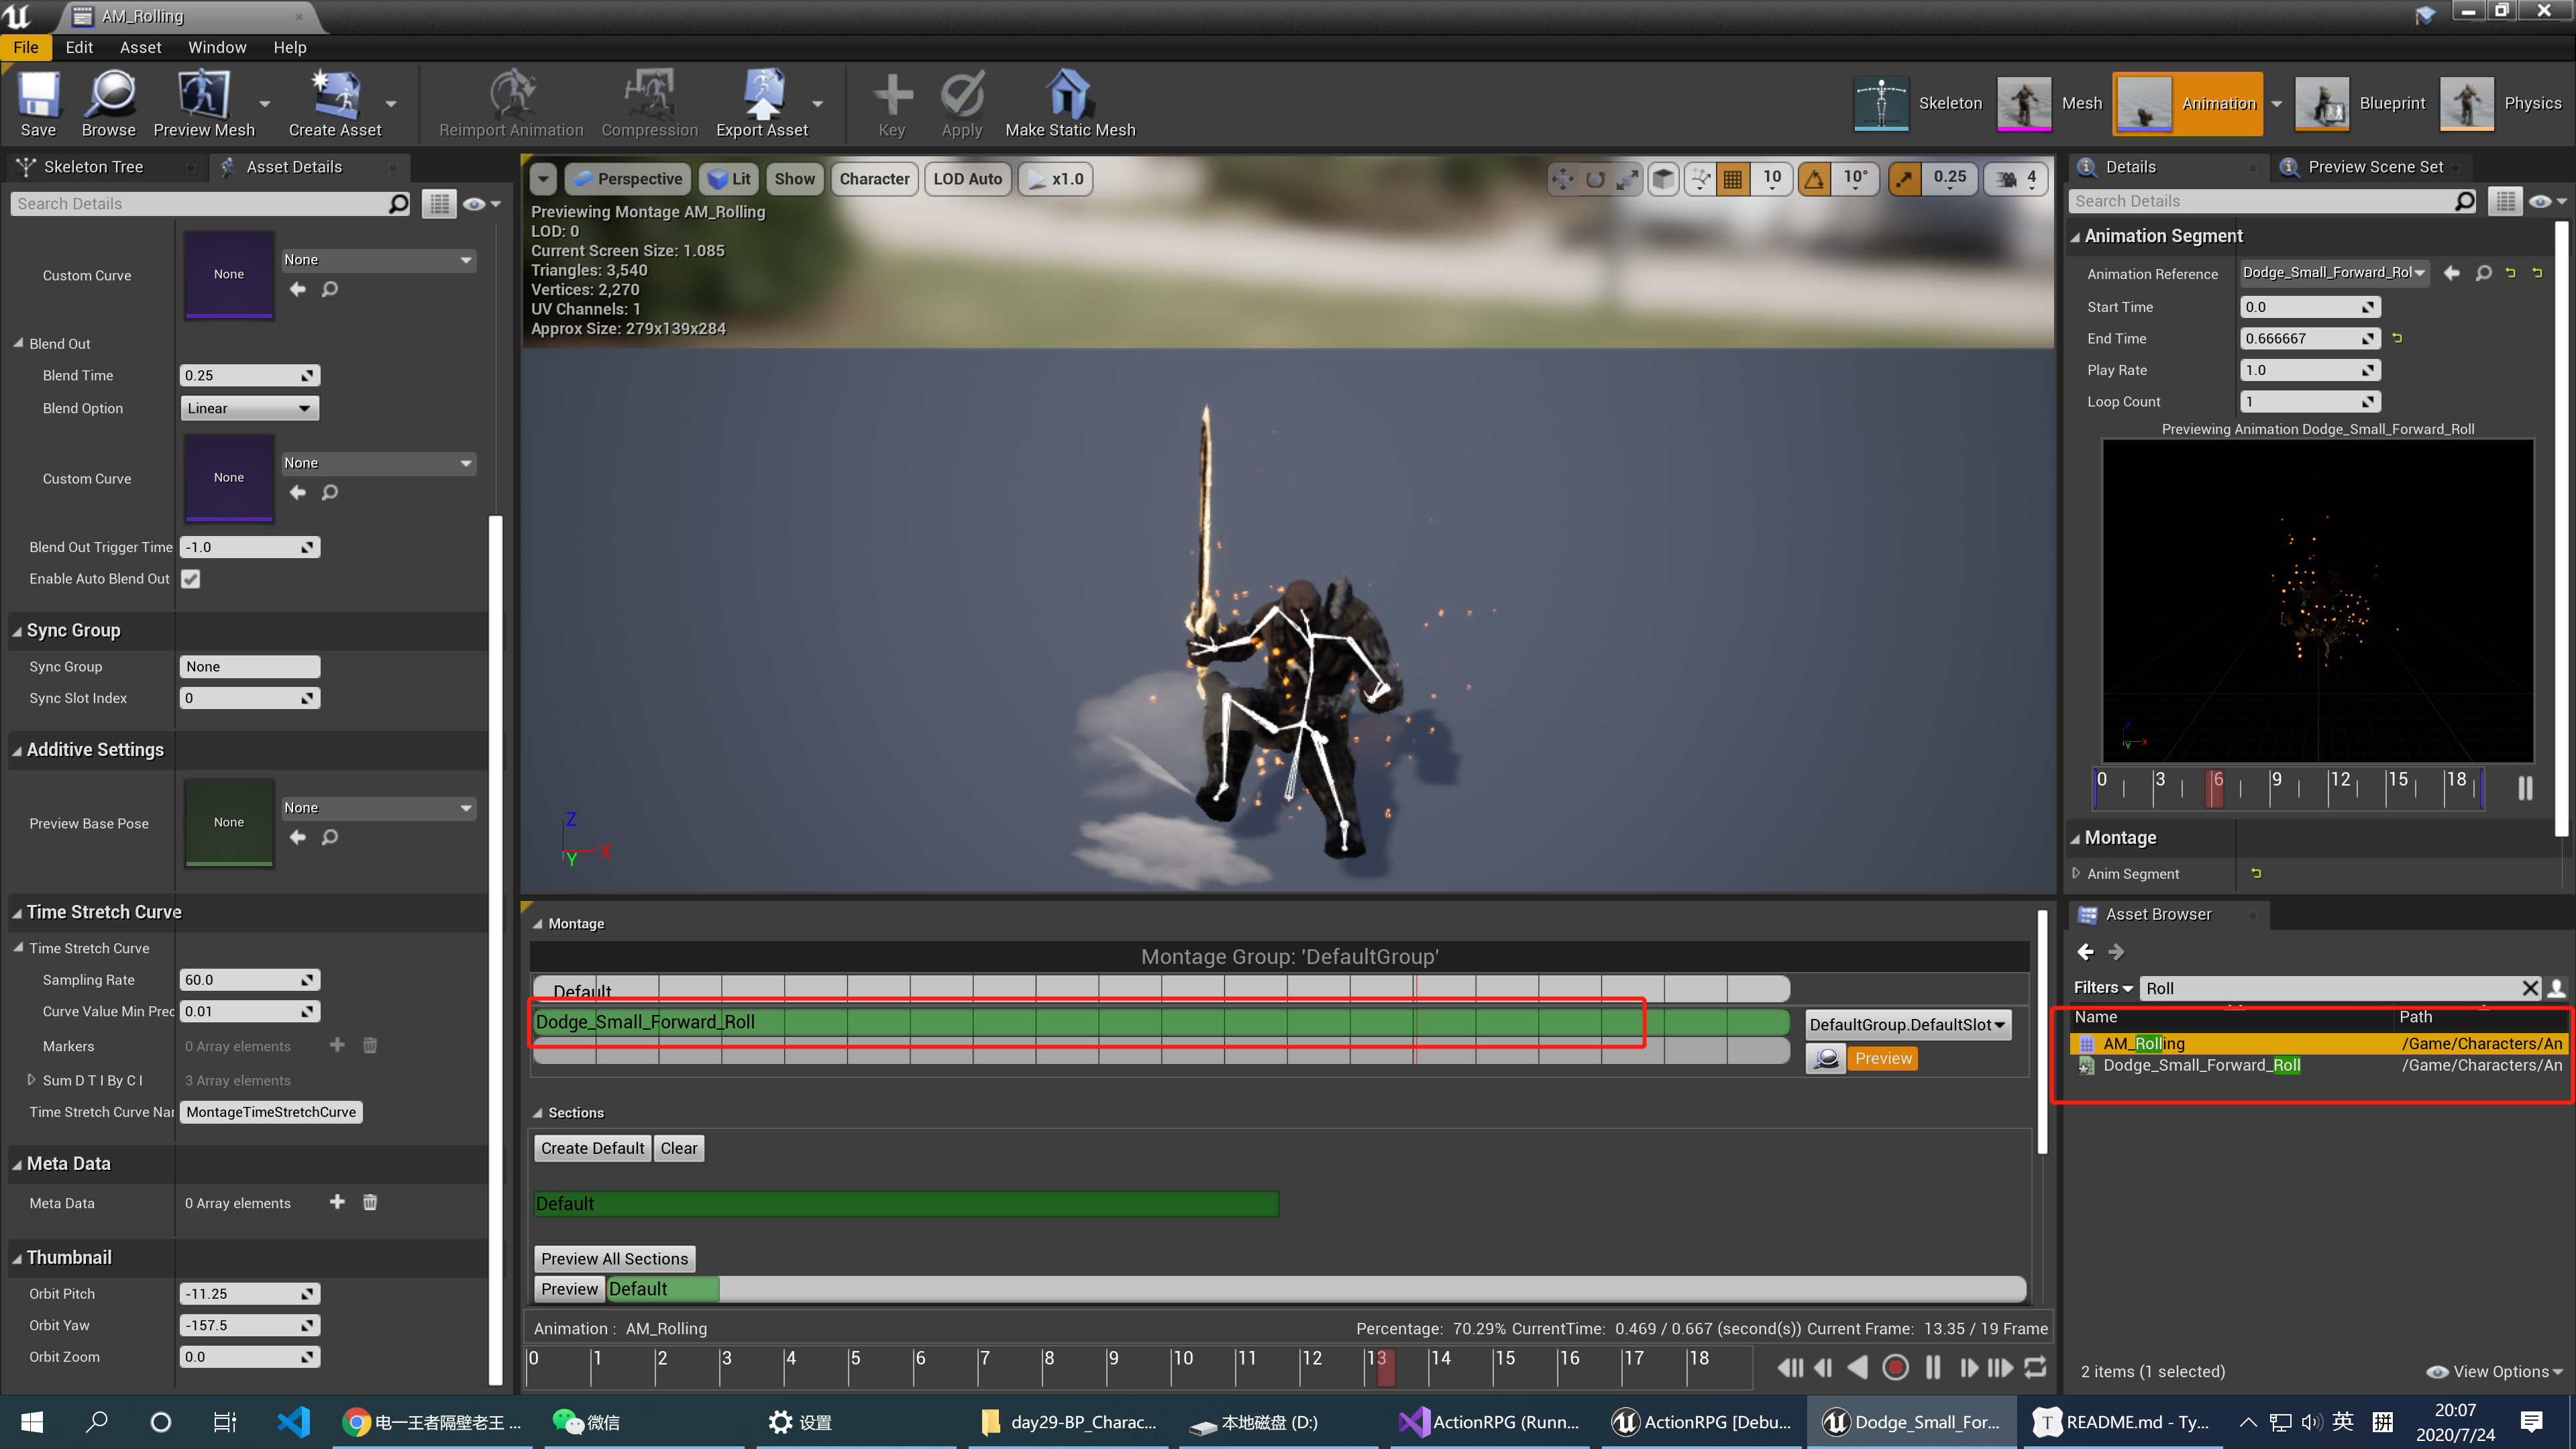 AM_Rolling
File Edit Asset Window Help
Save Browse Preview Mesh Create Asset Reimport Animation Compression Export Asset Key Apply Make Static Mesh Skeleton Mesh Animation Blueprint Physics
Skeleton Tree Asset Details
Search Details
Custom Curve None None
Blend Out
Blend Time 0.25
Blend Option Linear
Custom Curve None None
Blend Out Trigger Time -1.0
Enable Auto Blend Out
Sync Group
Sync Group None
Sync Slot Index 0
Additive Settings
Preview Base Pose None None
Time Stretch Curve
Time Stretch Curve
Sampling Rate 60.0
Curve Value Min Prec 0.01
Markers 0 Array elements
Sum D T I By C I 3 Array elements
Time Stretch Curve Nar MontageTimeStretchCurve
Meta Data
Meta Data 0 Array elements
Thumbnail
Orbit Pitch -11.25
Orbit Yaw -157.5
Orbit Zoom 0.0
Perspective Lit Show Character LOD Auto x1.0 10 10° 0.25 4
Previewing Montage AM_Rolling
LOD: 0
Current Screen Size: 1.085
Triangles: 3,540
Vertices: 2,270
UV Channels: 1
Approx Size: 279x139x284
Z
Y X
Montage
Montage Group: 'DefaultGroup'
Default
Dodge_Small_Forward_Roll DefaultGroup.DefaultSlot
Preview
Sections
Create Default Clear
Default
Preview All Sections
Preview Default
Animation : AM_Rolling Percentage: 70.29% CurrentTime: 0.469 / 0.667 (second(s)) Current Frame: 13.35 / 19 Frame
0 1 2 3 4 5 6 7 8 9 10 11 12 13 14 15 16 17 18
Details Preview Scene Set
Search Details
Animation Segment
Animation Reference Dodge_Small_Forward_Rol
Start Time 0.0
End Time 0.666667
Play Rate 1.0
Loop Count 1
Previewing Animation Dodge_Small_Forward_Roll
Z
Y X
0 3 6 9 12 15 18
Montage
Anim Segment
Asset Browser
Filters Roll
Name Path
AM_Rolling /Game/Characters/An
Dodge_Small_Forward_Roll /Game/Characters/An
2 items (1 selected) View Options
电一王者隔壁老王 ... 微信 设置 day29-BP_Charac... 本地磁盘 (D:) ActionRPG (Runn... ActionRPG [Debu... Dodge_Small_For... T README.md - Ty... 英 拼 20:07
2020/7/24